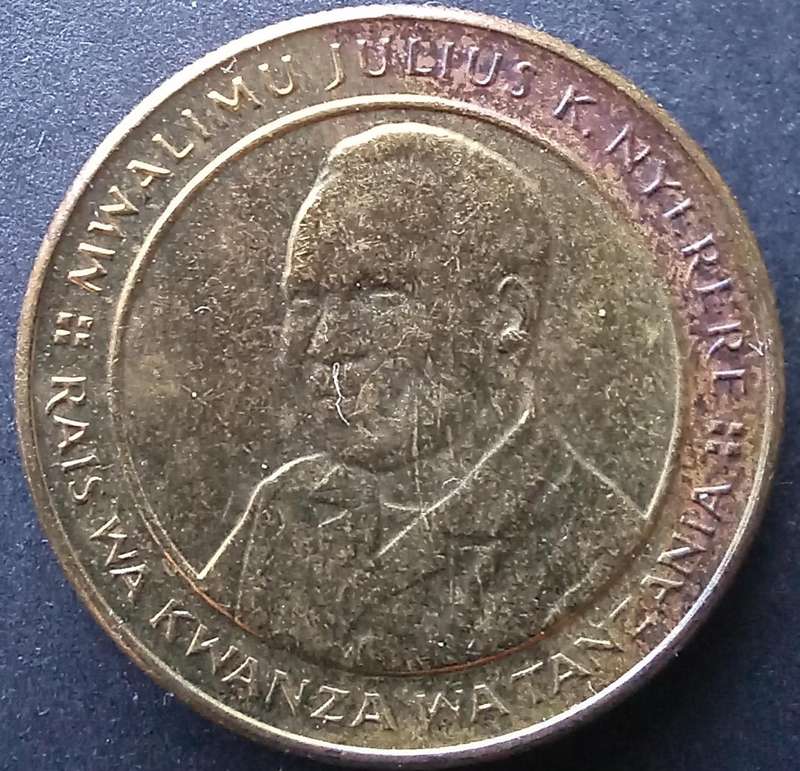 MWALIMU JULIUS K. NYERERE
RAIS WA KWANZA WA TANZANIA